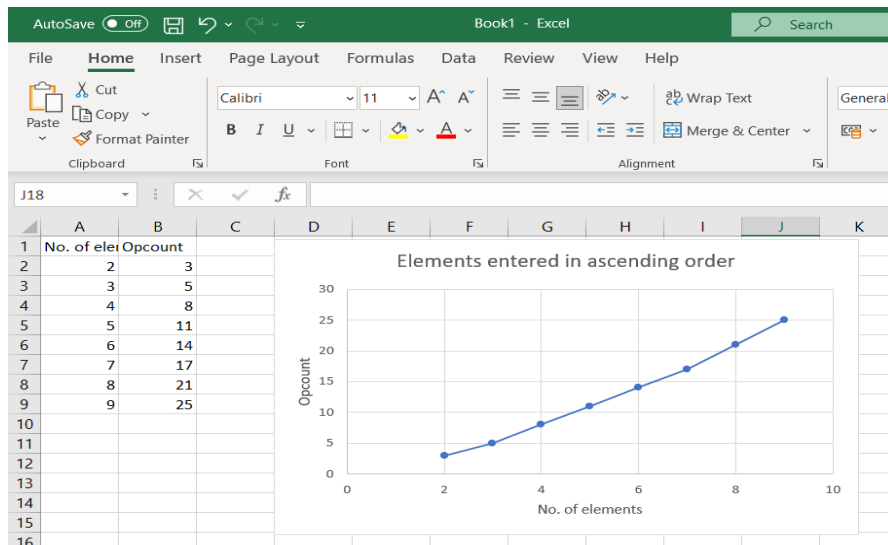 AutoSave Off Book1 - Excel Search
File Home Insert Page Layout Formulas Data Review View Help
Paste Cut Copy Format Painter
Calibri 11 A^ Aˇ ab Wrap Text General
B I U A Merge & Center
Clipboard Font Alignment
J18 fx
A B C D E F G H I J K
1 No. of eler Opcount
2 2 3
3 3 5
4 4 8
5 5 11
6 6 14
7 7 17
8 8 21
9 9 25
10
11
12
13
14
15
16
Elements entered in ascending order
Opcount
30
25
20
15
10
5
0
0 2 4 6 8 10
No. of elements